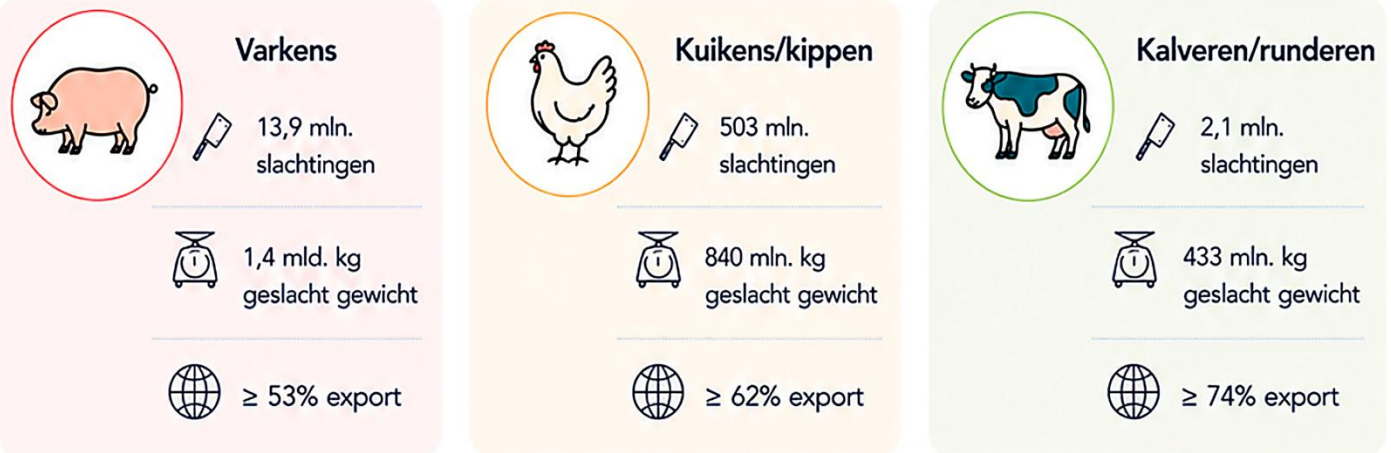 Varkens
13,9 mln.
slachtingen
1,4 mld. kg
geslacht gewicht
≥ 53% export
Kuikens/kippen
503 mln.
slachtingen
840 mln. kg
geslacht gewicht
≥ 62% export
Kalveren/runderen
2,1 mln.
slachtingen
433 mln. kg
geslacht gewicht
≥ 74% export